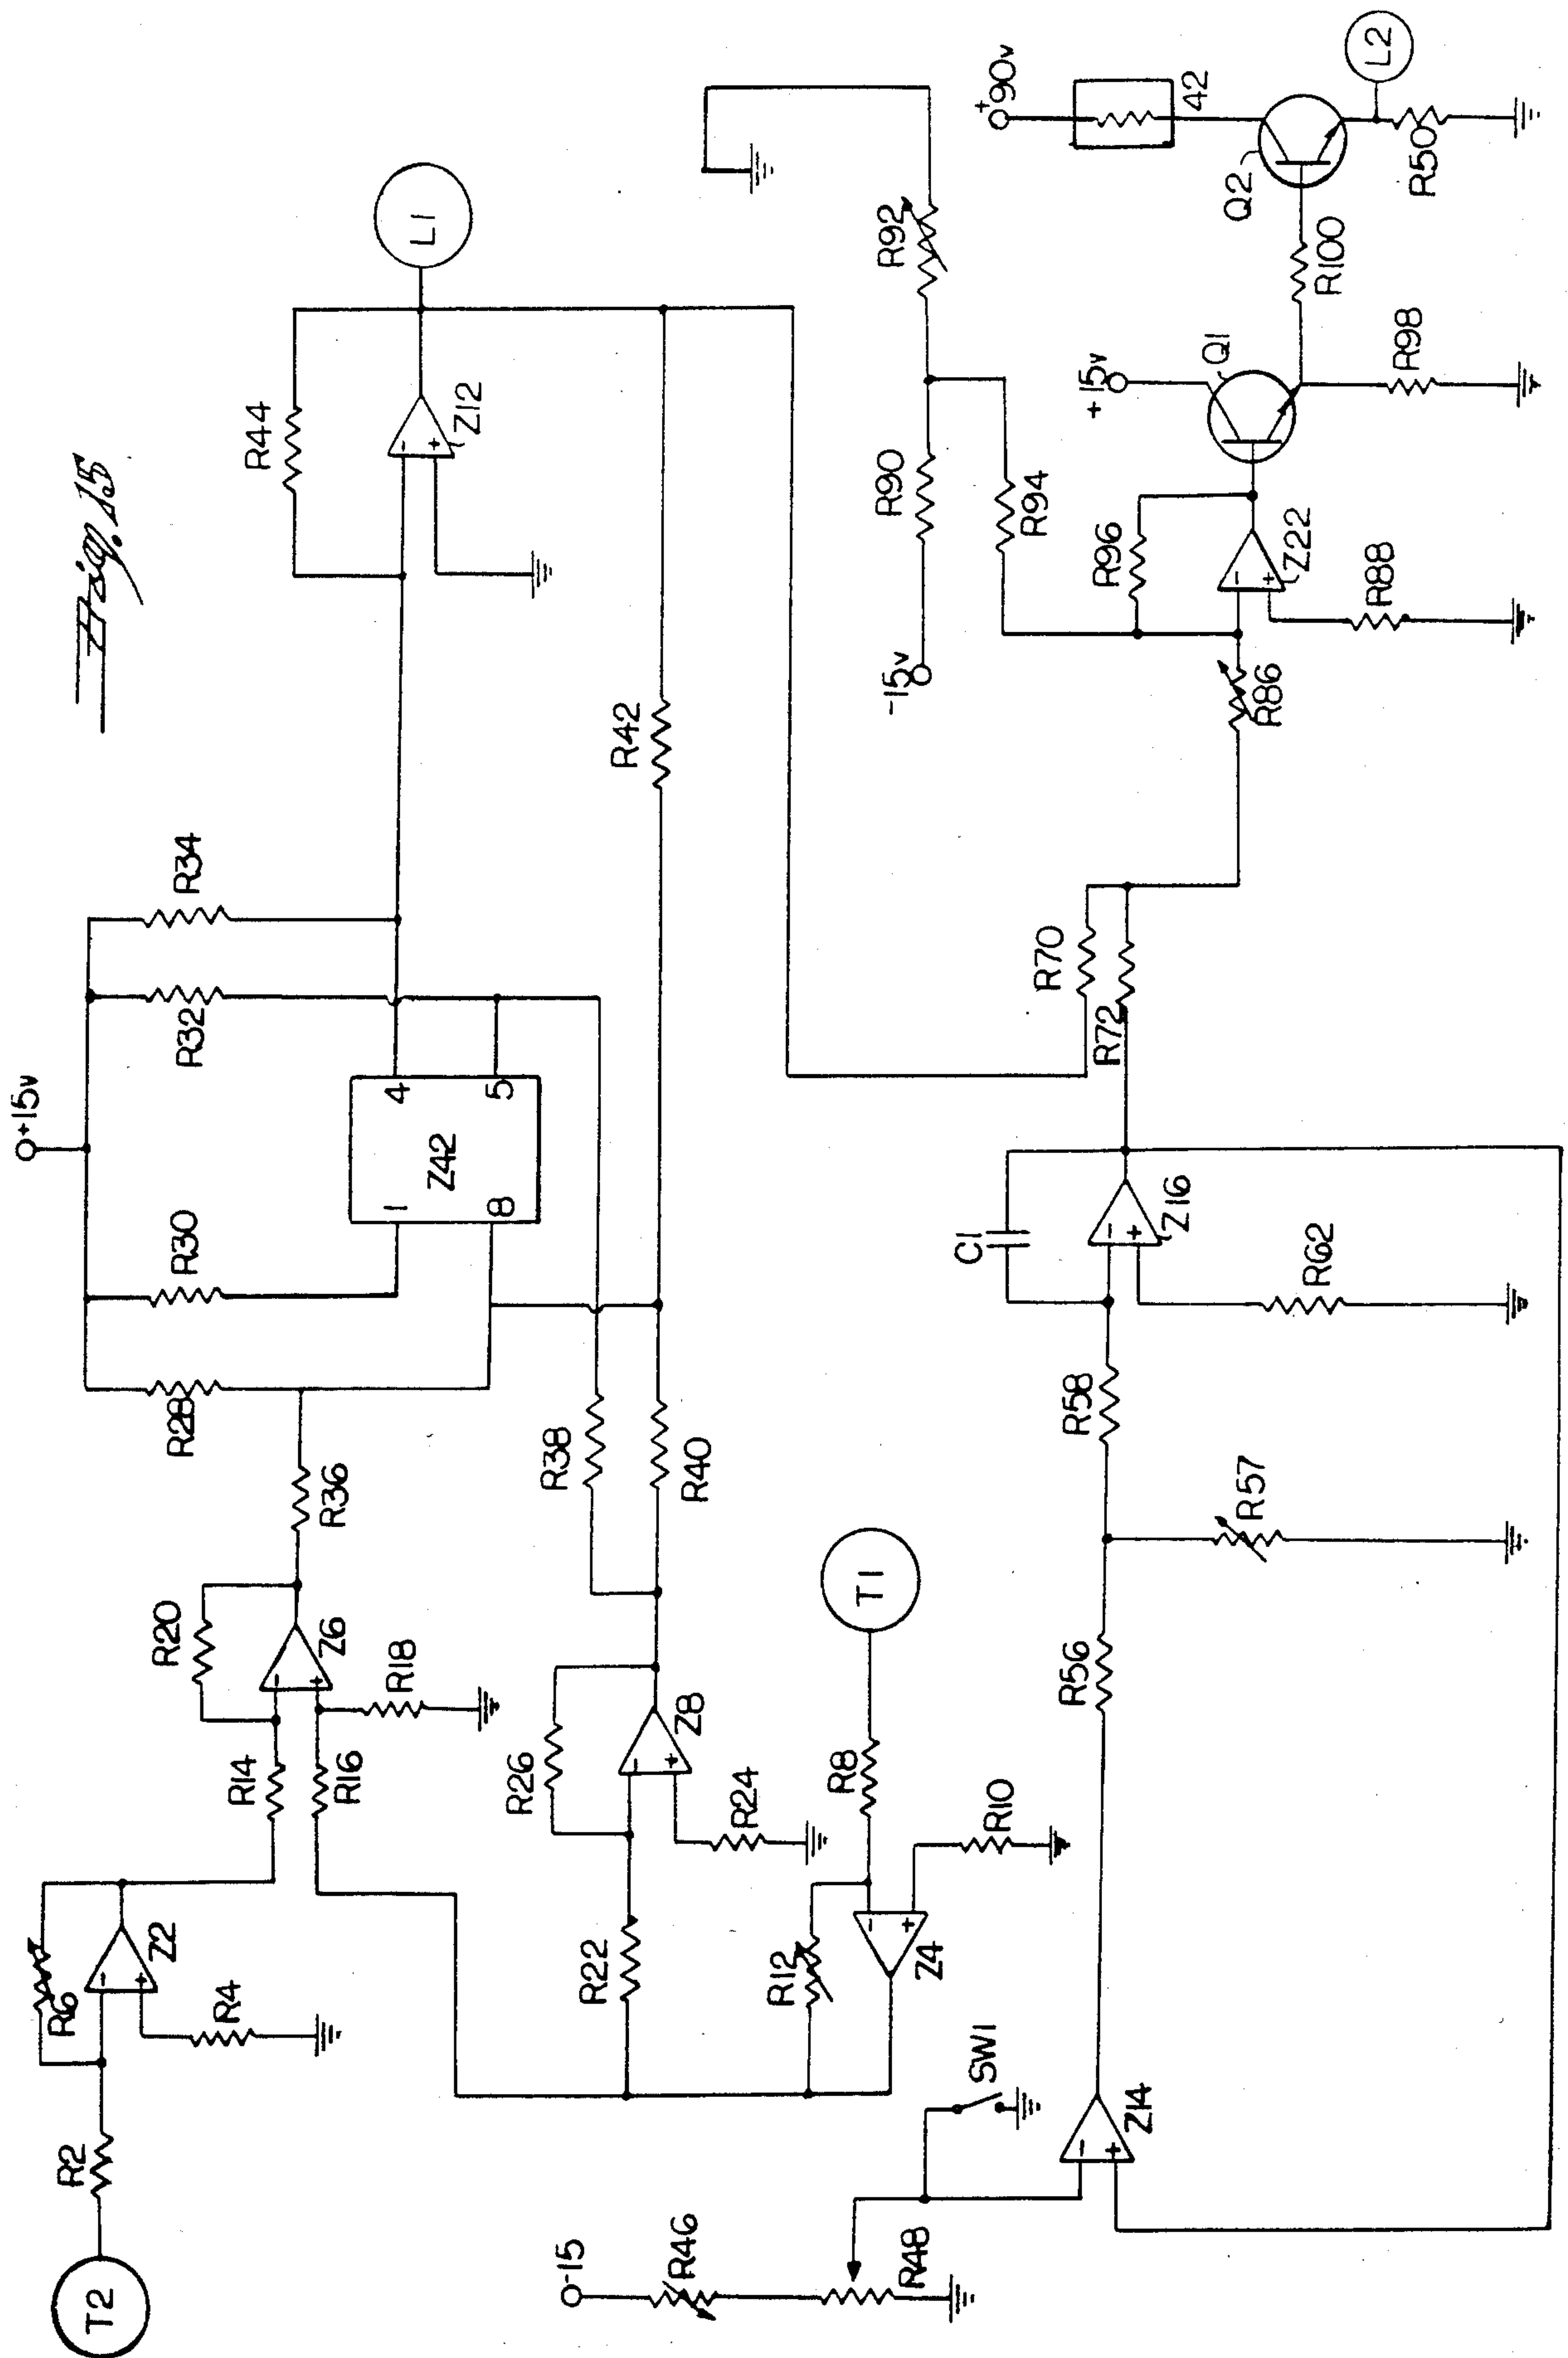 Fig. 15
T2
R2
R6
-
+
Z2
R4
R14
R16
R20
-
+
Z6
R18
R36
R28
R30
+15v
R32
R34
1
8
Z42
4
5
R44
-
+
Z12
L1
R22
R26
-
+
Z8
R24
R38
R40
R42
R12
R8
T1
-
+
Z4
R10
-15
R46
R48
SW1
-
+
Z14
R56
R57
R58
C1
-
+
Z16
R62
R70
R72
R86
-15v
R90
R92
R94
R96
-
+
Z22
R88
+15v
Q1
R98
R100
+90v
42
Q2
R50
L2